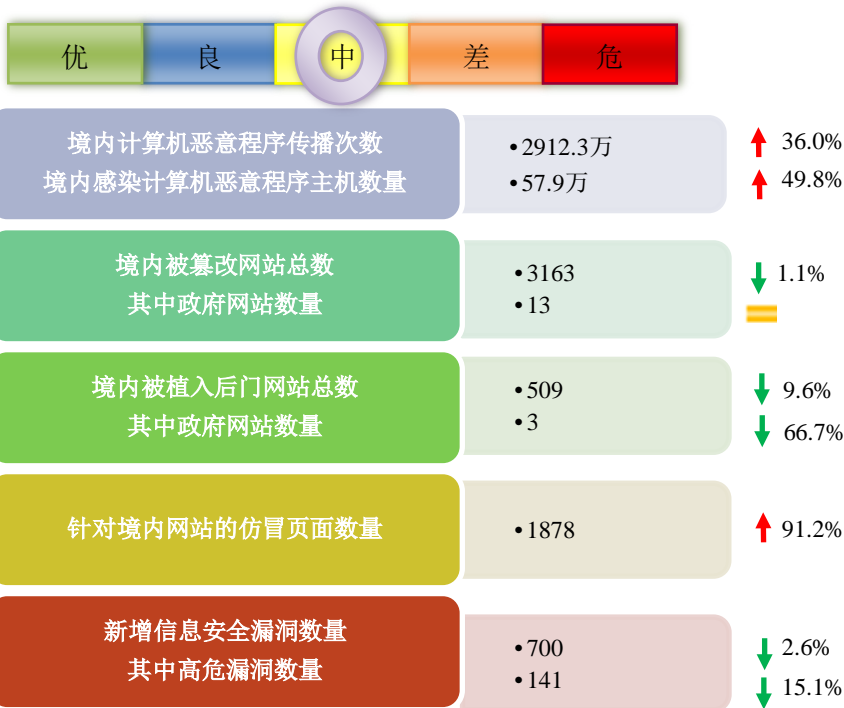 优 良 中 差 危
境内计算机恶意程序传播次数
•2912.3万
36.0%
境内感染计算机恶意程序主机数量
•57.9万
49.8%
境内被篡改网站总数
•3163
1.1%
其中政府网站数量
•13
境内被植入后门网站总数
•509
9.6%
其中政府网站数量
•3
66.7%
针对境内网站的仿冒页面数量
•1878
91.2%
新增信息安全漏洞数量
•700
2.6%
其中高危漏洞数量
•141
15.1%